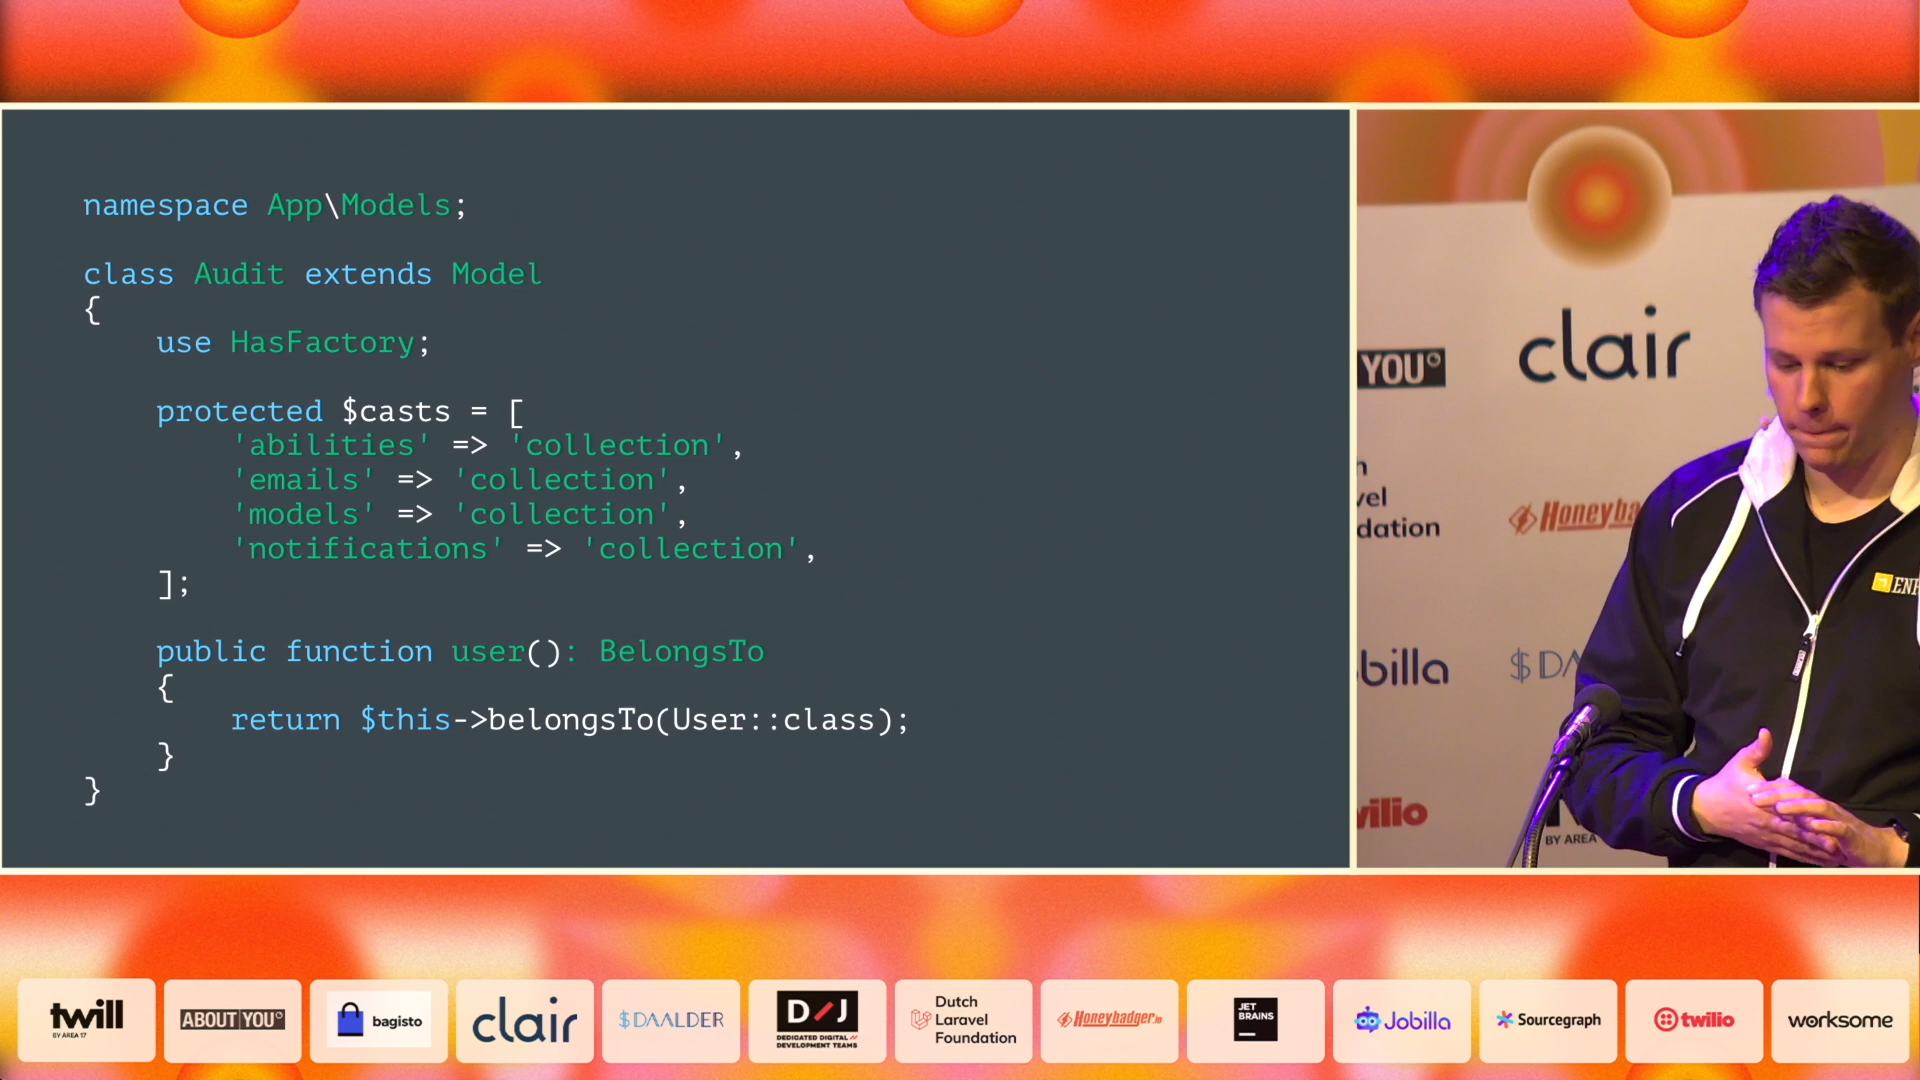 namespace App\Models;
class Audit extends Model
{
use HasFactory;
protected $casts = [
'abilities' => 'collection',
'emails' => 'collection',
'models' => 'collection',
'notifications' => 'collection',
];
public function user(): BelongsTo
{
return $this->belongsTo(User::class);
}
}
YOU
clair
vel
dation
Honeyba
billa
$DA
BY AREA
ENR
twill
BY AREA 17
ABOUT YOU
bagisto
clair
$DAALDER
D/J
DEDICATED DIGITAL //
DEVELOPMENT TEAMS
Dutch
Laravel
Foundation
Honeybadger.io
JET
BRAINS
Jobilla
Sourcegraph
twilio
worksome